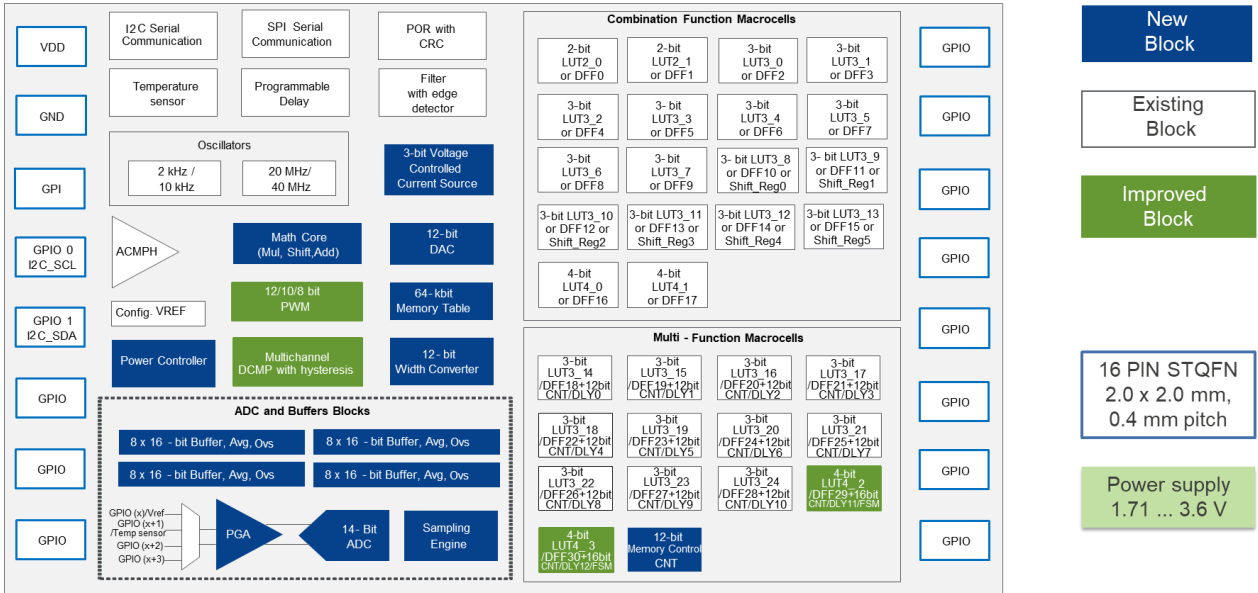 VDD
GND
GPI
GPIO 0
I2C_SCL
GPIO 1
I2C_SDA
GPIO
GPIO
GPIO
I2C Serial
Communication
SPI Serial
Communication
POR with
CRC
Temperature
sensor
Programmable
Delay
Filter
with edge
detector
Oscillators
2 kHz /
10 kHz
20 MHz/
40 MHz
3-bit Voltage
Controlled
Current Source
ACMPH
Math Core
(Mul, Shift,Add)
12-bit
DAC
Config. VREF
12/10/8 bit
PWM
64-kbit
Memory Table
Power Controller
Multichannel
DCMP with hysteresis
12-bit
Width Converter
ADC and Buffers Blocks
8 x 16 - bit Buffer, Avg, Ovs
8 x 16 - bit Buffer, Avg, Ovs
8 x 16 - bit Buffer, Avg, Ovs
8 x 16 - bit Buffer, Avg, Ovs
GPIO (x)/Vref
GPIO (x+1)
/Temp sensor
GPIO (x+2)
GPIO (x+3)
PGA
14- Bit
ADC
Sampling
Engine
Combination Function Macrocells
2-bit
LUT2_0
or DFF0
2-bit
LUT2_1
or DFF1
3-bit
LUT3_0
or DFF2
3-bit
LUT3_1
or DFF3
3-bit
LUT3_2
or DFF4
3-bit
LUT3_3
or DFF5
3-bit
LUT3_4
or DFF6
3-bit
LUT3_5
or DFF7
3-bit
LUT3_6
or DFF8
3-bit
LUT3_7
or DFF9
3- bit LUT3_8
or DFF10 or
Shift_Reg0
3- bit LUT3_9
or DFF11 or
Shift_Reg1
3-bit LUT3_10
or DFF12 or
Shift_Reg2
3-bit LUT3_11
or DFF13 or
Shift_Reg3
3-bit LUT3_12
or DFF14 or
Shift_Reg4
3-bit LUT3_13
or DFF15 or
Shift_Reg5
4-bit
LUT4_0
or DFF16
4-bit
LUT4_1
or DFF17
Multi - Function Macrocells
3-bit
LUT3_14
/DFF18+12bit
CNT/DLY0
3-bit
LUT3_15
/DFF19+12bit
CNT/DLY1
3-bit
LUT3_16
/DFF20+12bit
CNT/DLY2
3-bit
LUT3_17
/DFF21+12bit
CNT/DLY3
3-bit
LUT3_18
/DFF22+12bit
CNT/DLY4
3-bit
LUT3_19
/DFF23+12bit
CNT/DLY5
3-bit
LUT3_20
/DFF24+12bit
CNT/DLY6
3-bit
LUT3_21
/DFF25+12bit
CNT/DLY7
3-bit
LUT3_22
/DFF26+12bit
CNT/DLY8
3-bit
LUT3_23
/DFF27+12bit
CNT/DLY9
3-bit
LUT3_24
/DFF28+12bit
CNT/DLY10
4-bit
LUT4_ 2
/DFF29+16bit
CNT/DLY11/FSM
4-bit
LUT4_ 3
/DFF30+16bit
CNT/DLY12/FSM
12-bit
Memory Control
CNT
GPIO
GPIO
GPIO
GPIO
GPIO
GPIO
GPIO
GPIO
New
Block
Existing
Block
Improved
Block
16 PIN STQFN
2.0 x 2.0 mm,
0.4 mm pitch
Power supply
1.71 ... 3.6 V